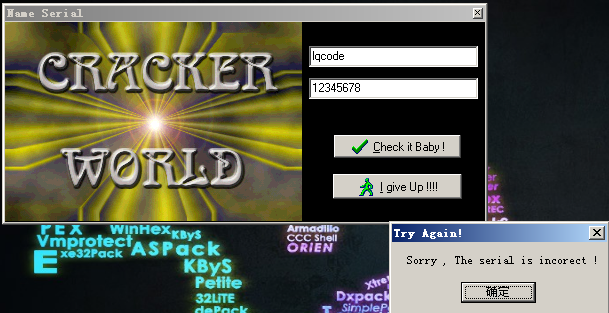 Name Serial
CRACKER
WORLD
lqcode
12345678
Check it Baby !
I give Up !!!!
PEX
WinHex
KByS
Vmprotect
ASPack
Exe32Pack
KByS
Petite
32LiTE
dePack
Armadillo
CCC Shell
ORiEN
Try Again!
Sorry , The serial is incorect !
确定
Dxpack